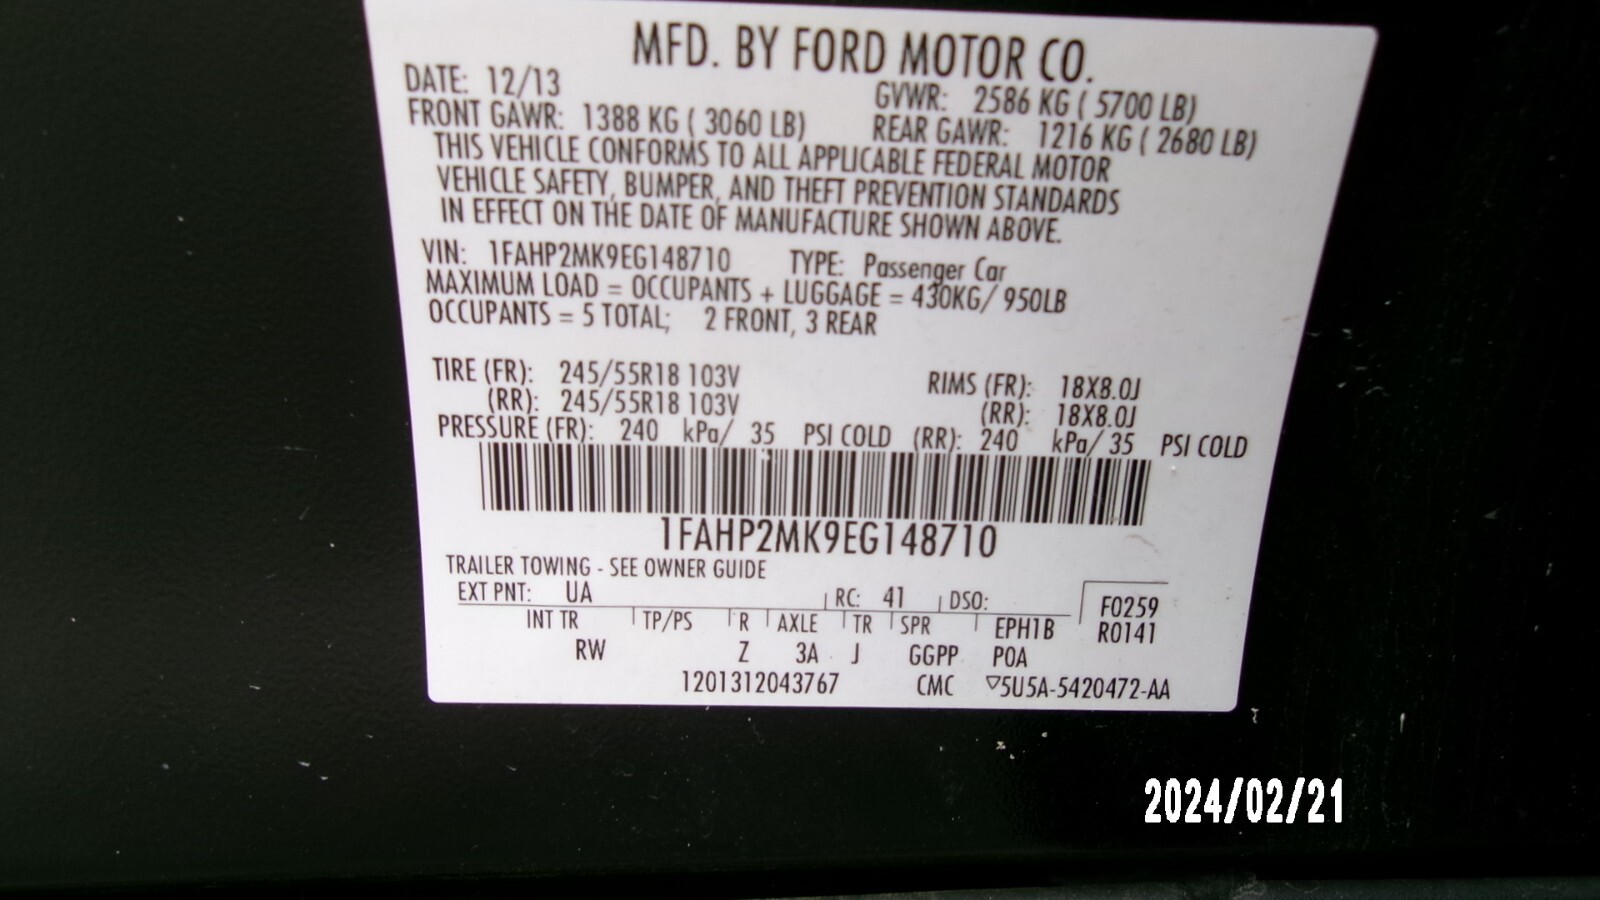 MFD. BY FORD MOTOR CO.
DATE: 12/13 GVWR: 2586 KG ( 5700 LB)
FRONT GAWR: 1388 KG ( 3060 LB) REAR GAWR: 1216 KG ( 2680 LB)
THIS VEHICLE CONFORMS TO ALL APPLICABLE FEDERAL MOTOR
VEHICLE SAFETY, BUMPER, AND THEFT PREVENTION STANDARDS
IN EFFECT ON THE DATE OF MANUFACTURE SHOWN ABOVE.
VIN: 1FAHP2MK9EG148710 TYPE: Passenger Car
MAXIMUM LOAD = OCCUPANTS + LUGGAGE = 430KG/ 950LB
OCCUPANTS = 5 TOTAL; 2 FRONT, 3 REAR
TIRE (FR): 245/55R18 103V RIMS (FR): 18X8.0J
(RR): 245/55R18 103V (RR): 18X8.0J
PRESSURE (FR): 240 kPa/ 35 PSI COLD (RR): 240 kPa/ 35 PSI COLD
1FAHP2MK9EG148710
TRAILER TOWING - SEE OWNER GUIDE
EXT PNT: UA RC: 41 DSO: F0259
INT TR TP/PS R AXLE TR SPR EPH1B R0141
RW Z 3A J GGPP POA
1201312043767 CMC ▽5U5A-5420472-AA
2024/02/21